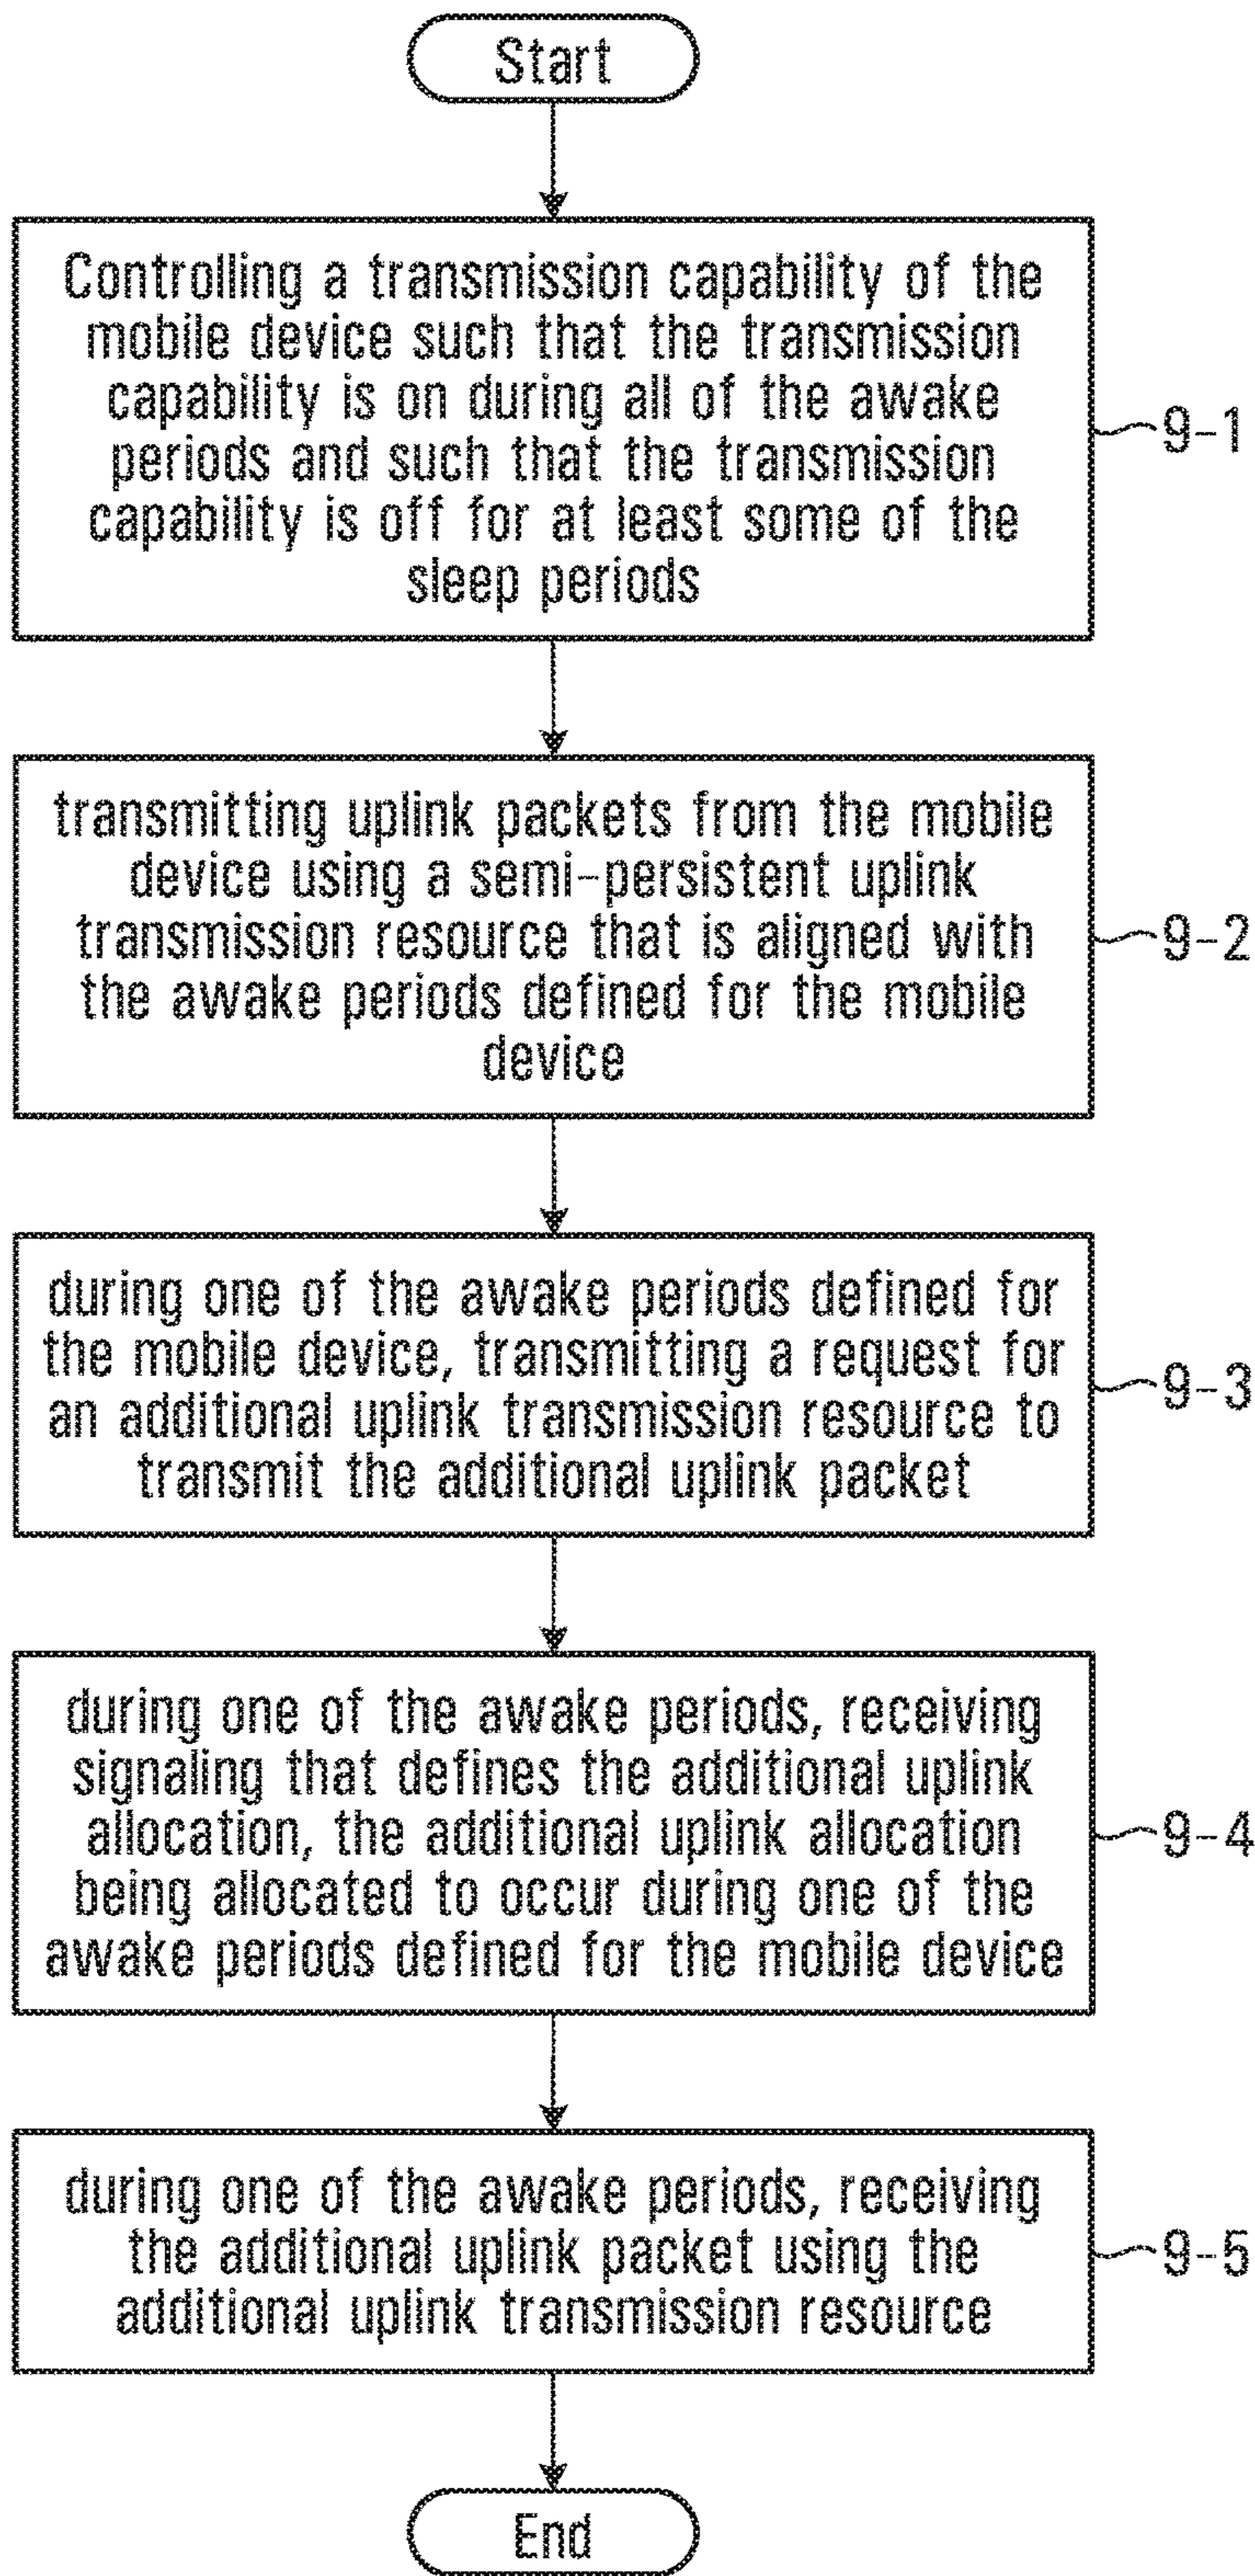 Start
Controlling a transmission capability of the
mobile device such that the transmission
capability is on during all of the awake
periods and such that the transmission
capability is off for at least some of the
sleep periods
9-1
transmitting uplink packets from the mobile
device using a semi-persistent uplink
transmission resource that is aligned with
the awake periods defined for the mobile
device
9-2
during one of the awake periods defined for
the mobile device, transmitting a request for
an additional uplink transmission resource to
transmit the additional uplink packet
9-3
during one of the awake periods, receiving
signaling that defines the additional uplink
allocation, the additional uplink allocation
being allocated to occur during one of the
awake periods defined for the mobile device
9-4
during one of the awake periods, receiving
the additional uplink packet using the
additional uplink transmission resource
9-5
End